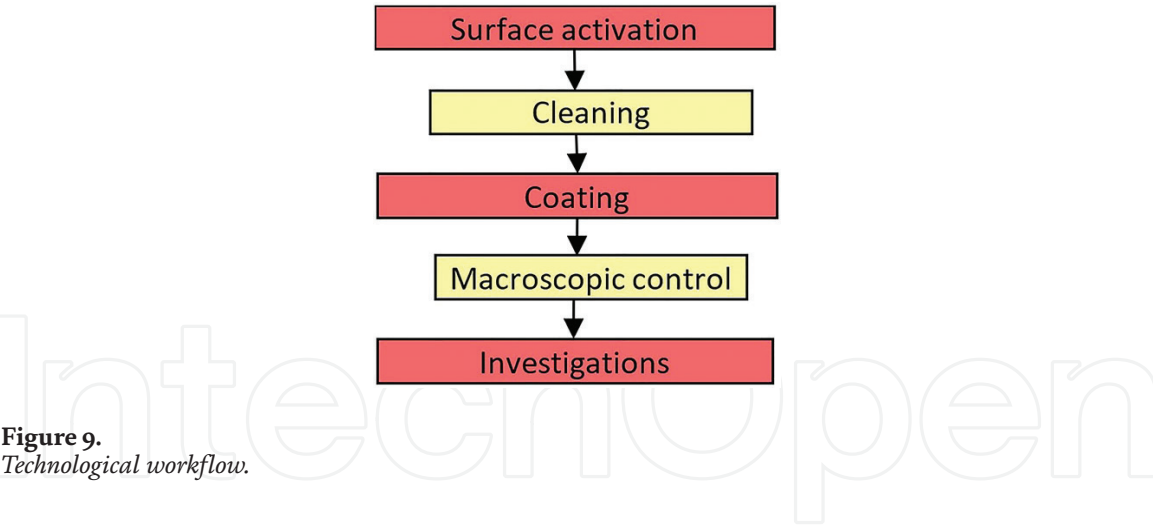 Surface activation
Cleaning
Coating
Macroscopic control
Investigations
IntechOpen
Figure 9.
Technological workflow.